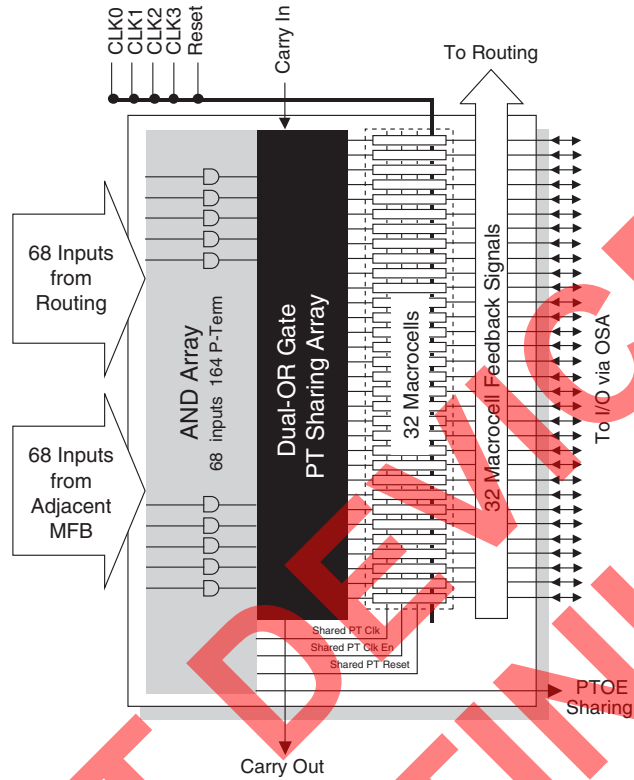 CLK0
CLK1
CLK2
CLK3
Reset
Carry In
To Routing
68 Inputs
from
Routing
68 Inputs
from
Adjacent
MFB
AND Array
68 inputs 164 P-Term
Dual-OR Gate
PT Sharing Array
32 Macrocells
32 Macrocell Feedback Signals
To I/O via OSA
Shared PT Clk
Shared PT Clk En
Shared PT Reset
PTOE
Sharing
Carry Out
DEVIC